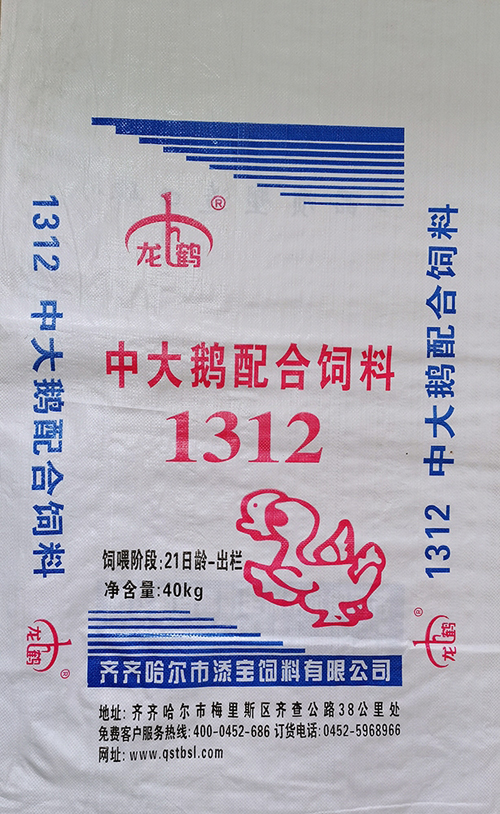 龙鹤®
1312 中大鹅配合饲料
1312 中大鹅配合饲料
中大鹅配合饲料
1312
饲喂阶段:21日龄-出栏
净含量:40kg
龙鹤®
龙鹤®
齐齐哈尔市添宝饲料有限公司
地址: 齐齐哈尔市梅里斯区齐查公路38公里处
免费客户服务热线:400-0452-686 订货电话:0452-5968966
网址: www.qstbsl.com